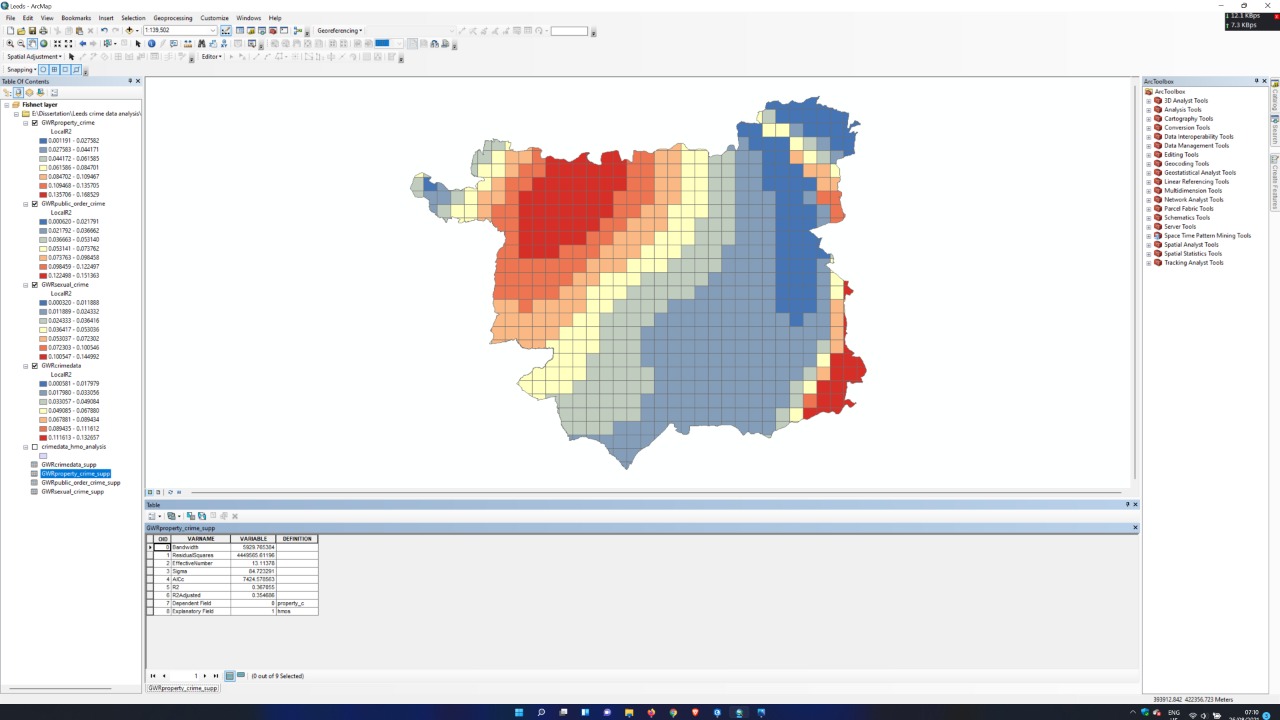 Leeds - ArcMap
↓ 12.1 KBps
↑ 7.3 KBps
File Edit View Bookmarks Insert Selection Geoprocessing Customize Windows Help
1:139,502
Georeferencing
Spatial Adjustment
Editor
Snapping
Table Of Contents
Fishnet layer
E:\Dissertation\Leeds crime data analysis\
GWRproperty_crime
LocalR2
0.001191 - 0.027582
0.027583 - 0.044171
0.044172 - 0.061585
0.061586 - 0.084701
0.084702 - 0.109467
0.109468 - 0.135705
0.135706 - 0.168529
GWRpublic_order_crime
LocalR2
0.000620 - 0.021791
0.021792 - 0.036662
0.036663 - 0.053140
0.053141 - 0.073762
0.073763 - 0.098458
0.098459 - 0.122497
0.122498 - 0.151363
GWRsexual_crime
LocalR2
0.000320 - 0.011888
0.011889 - 0.024332
0.024333 - 0.036416
0.036417 - 0.053036
0.053037 - 0.072302
0.072303 - 0.100546
0.100547 - 0.144992
GWRcrimedata
LocalR2
0.000581 - 0.017979
0.017980 - 0.033056
0.033057 - 0.049084
0.049085 - 0.067880
0.067881 - 0.089434
0.089435 - 0.111612
0.111613 - 0.132657
crimedata_hmo_analysis
GWRcrimedata_supp
GWRproperty_crime_supp
GWRpublic_order_crime_supp
GWRsexual_crime_supp
Table
GWRproperty_crime_supp
OID VARNAME VARIABLE DEFINITION
0 Bandwidth 5929.765384
1 ResidualSquares 4449565.61196
2 EffectiveNumber 13.11378
3 Sigma 84.723291
4 AICc 7424.578563
5 R2 0.367855
6 R2Adjusted 0.354686
7 Dependent Field 0 property_c
8 Explanatory Field 1 hmos
1
(0 out of 9 Selected)
GWRproperty_crime_supp
ArcToolbox
ArcToolbox
3D Analyst Tools
Analysis Tools
Cartography Tools
Conversion Tools
Data Interoperability Tools
Data Management Tools
Editing Tools
Geocoding Tools
Geostatistical Analyst Tools
Linear Referencing Tools
Multidimension Tools
Network Analyst Tools
Parcel Fabric Tools
Schematics Tools
Server Tools
Space Time Pattern Mining Tools
Spatial Analyst Tools
Spatial Statistics Tools
Tracking Analyst Tools
Catalog
Search
Create Features
393912.842 422356.723 Meters
ENG
07:10